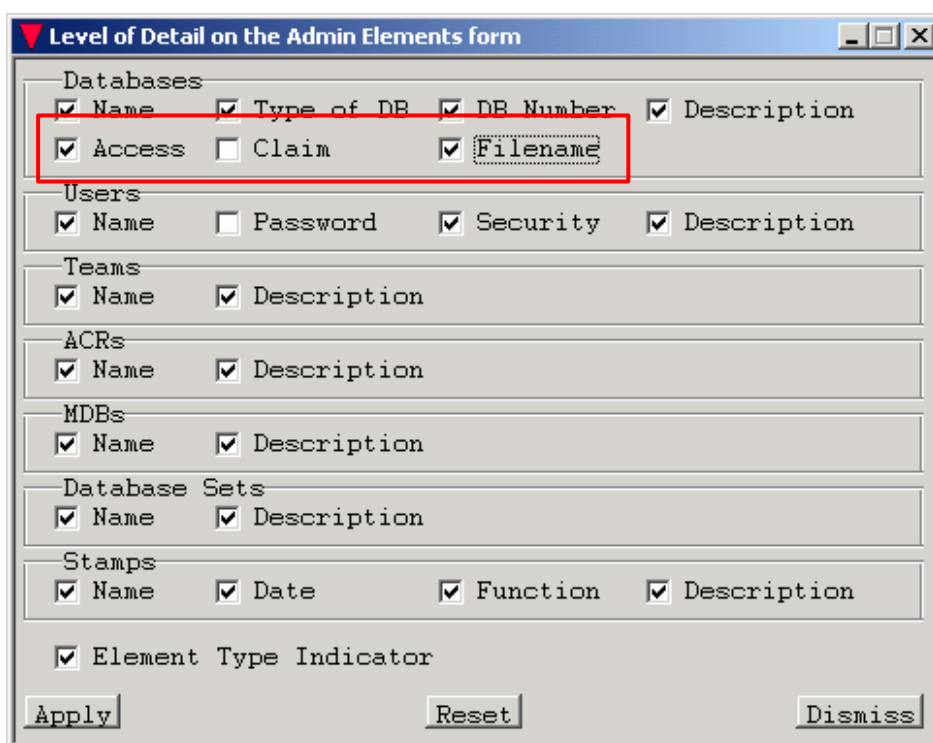 Level of Detail on the Admin Elements form
Databases
Name Type of DB DB Number Description
Access Claim Filename
Users
Name Password Security Description
Teams
Name Description
ACRs
Name Description
MDBs
Name Description
Database Sets
Name Description
Stamps
Name Date Function Description
Element Type Indicator
Apply Reset Dismiss